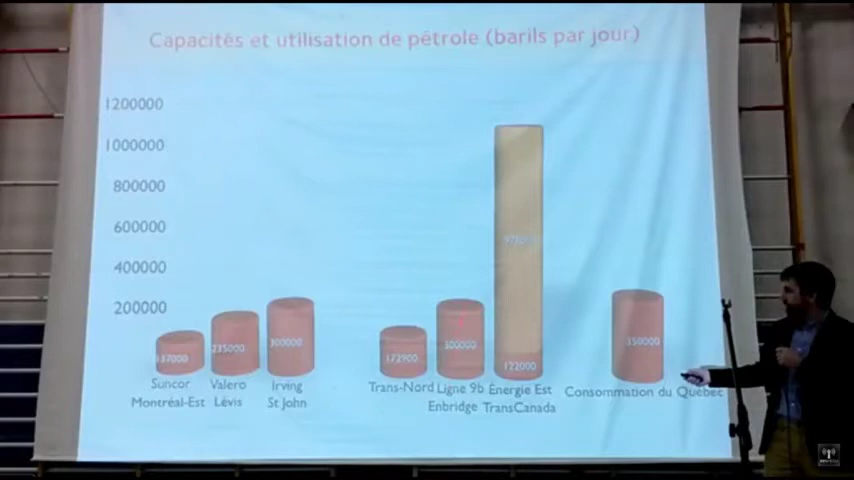 Capacités et utilisation de pétrole (barils par jour)
1200000
1000000
800000
600000
400000
200000
137000
235000
300000
172900
300000
122000
350000
Suncor
Montréal-Est
Valero
Lévis
Irving
St John
Trans-Nord
Ligne 9b
Enbridge
Énergie Est
TransCanada
Consommation du Québec